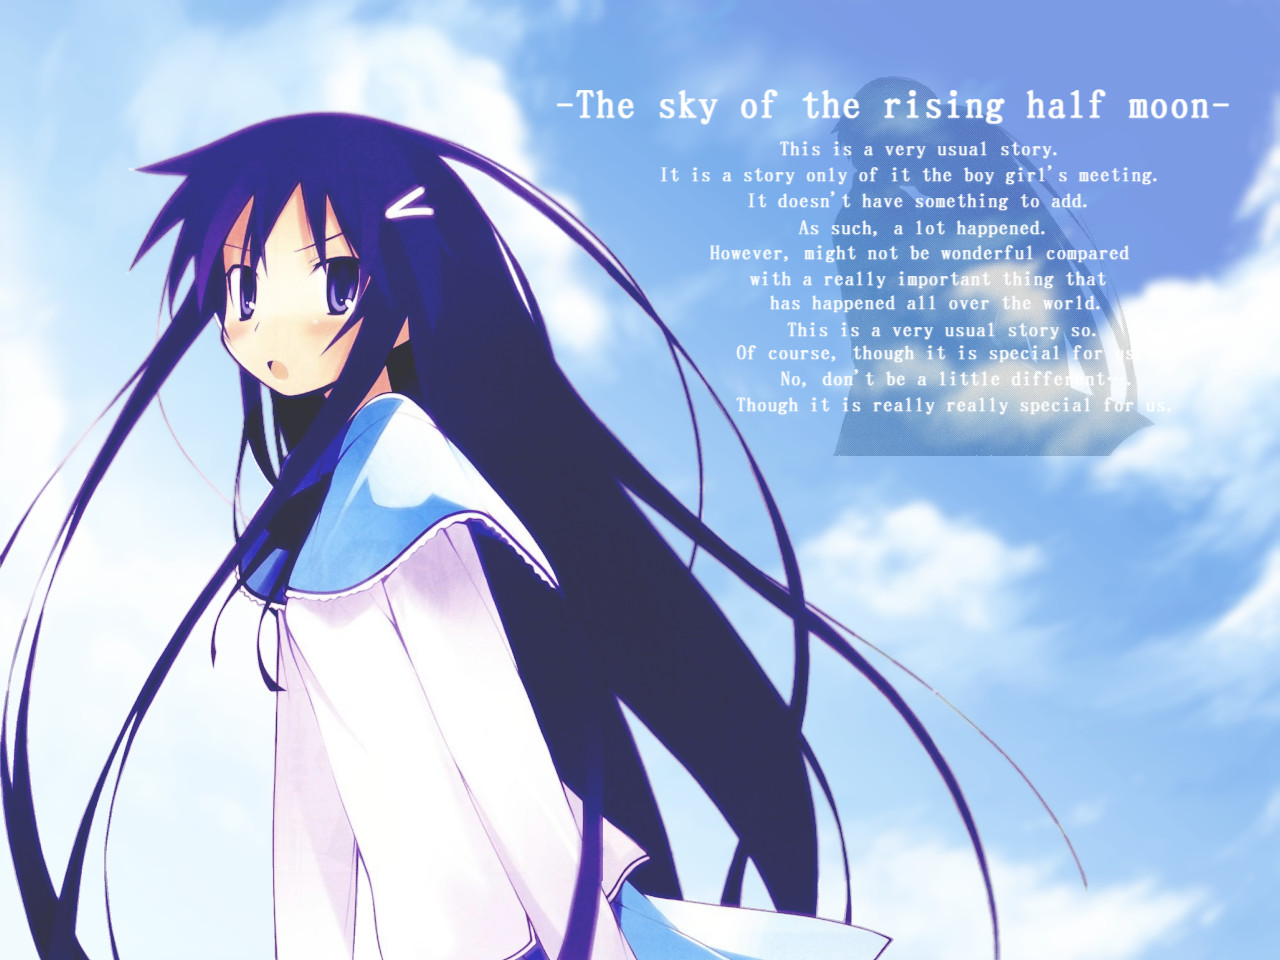 -The sky of the rising half moon-
This is a very usual story.
It is a story only of it the boy girl's meeting.
It doesn't have something to add.
As such, a lot happened.
However, might not be wonderful compared
with a really important thing that
has happened all over the world.
This is a very usual story so.
Of course, though it is special for us
No, don't be a little different….
Though it is really really special for us.